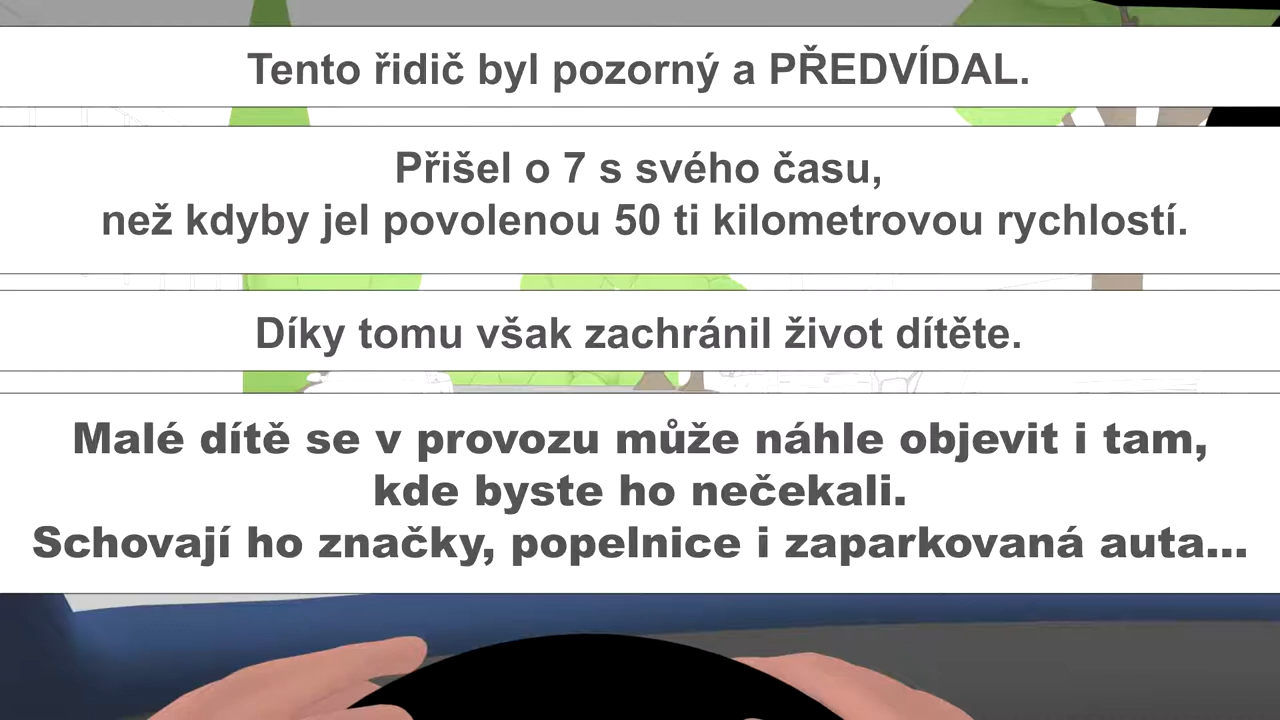 Tento řidič byl pozorný a PŘEDVÍDAL.
Přišel o 7 s svého času,
než kdyby jel povolenou 50 ti kilometrovou rychlostí.
Díky tomu však zachránil život dítěte.
Malé dítě se v provozu může náhle objevit i tam,
kde byste ho nečekali.
Schovají ho značky, popelnice i zaparkovaná auta...